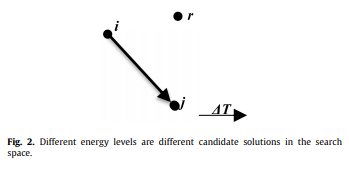 r
i
j
ΔT
Fig. 2. Different energy levels are different candidate solutions in the search
space.